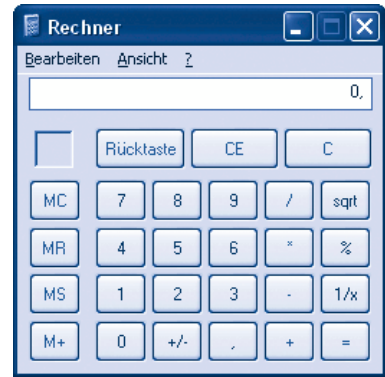 Rechner
Bearbeiten Ansicht ?
0,
Rücktaste CE C
MC 7 8 9 / sqrt
MR 4 5 6 * %
MS 1 2 3 - 1/x
M+ 0 +/- , + =